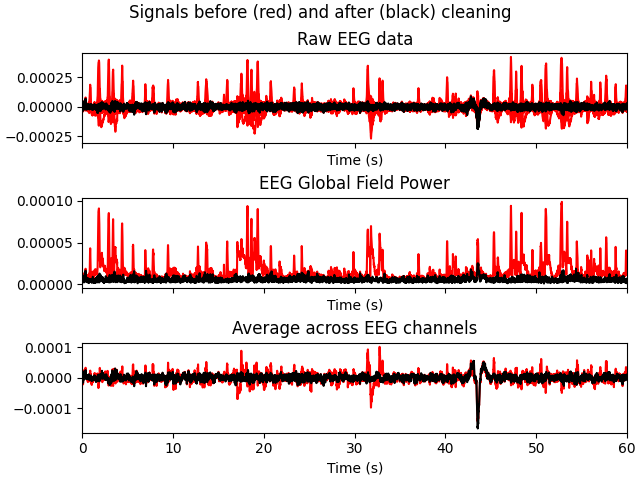 Signals before (red) and after (black) cleaning
Raw EEG data
0.00025
0.00000
−0.00025
Time (s)
EEG Global Field Power
0.00010
0.00005
0.00000
Time (s)
Average across EEG channels
0.0001
0.0000
−0.0001
0 10 20 30 40 50 60
Time (s)